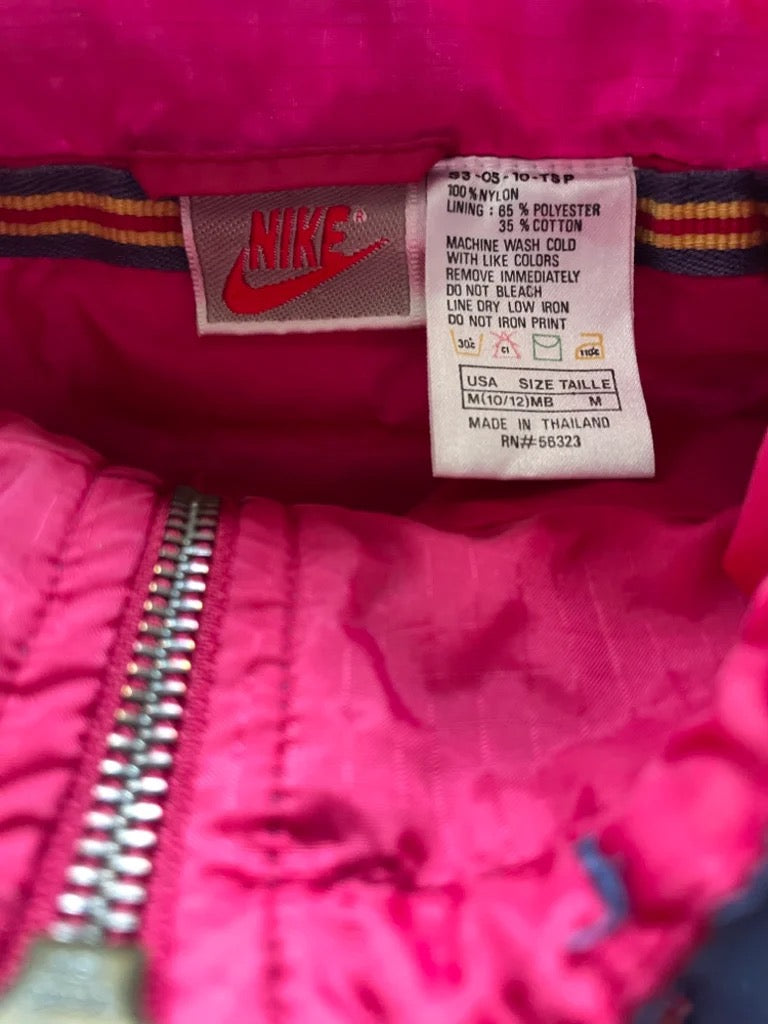 NIKE®
93-05-10-TSP
100% NYLON
LINING : 65 % POLYESTER
35 % COTTON
MACHINE WASH COLD
WITH LIKE COLORS
REMOVE IMMEDIATELY
DO NOT BLEACH
LINE DRY LOW IRON
DO NOT IRON PRINT
30°c Cl 110°c
USA SIZE TAILLE
M(10/12)MB M
MADE IN THAILAND
RN#56323